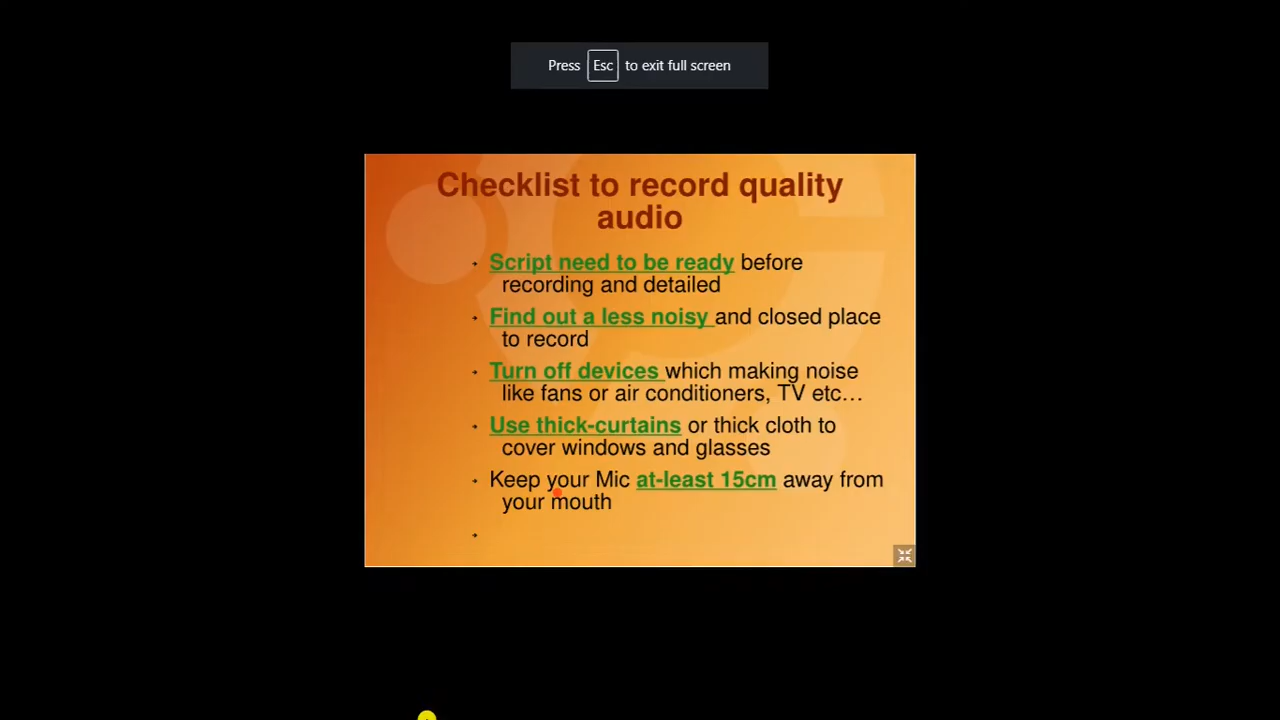 Press Esc to exit full screen
Checklist to record quality
audio
Script need to be ready before
recording and detailed
Find out a less noisy and closed place
to record
Turn off devices which making noise
like fans or air conditioners, TV etc…
Use thick-curtains or thick cloth to
cover windows and glasses
Keep your Mic at-least 15cm away from
your mouth